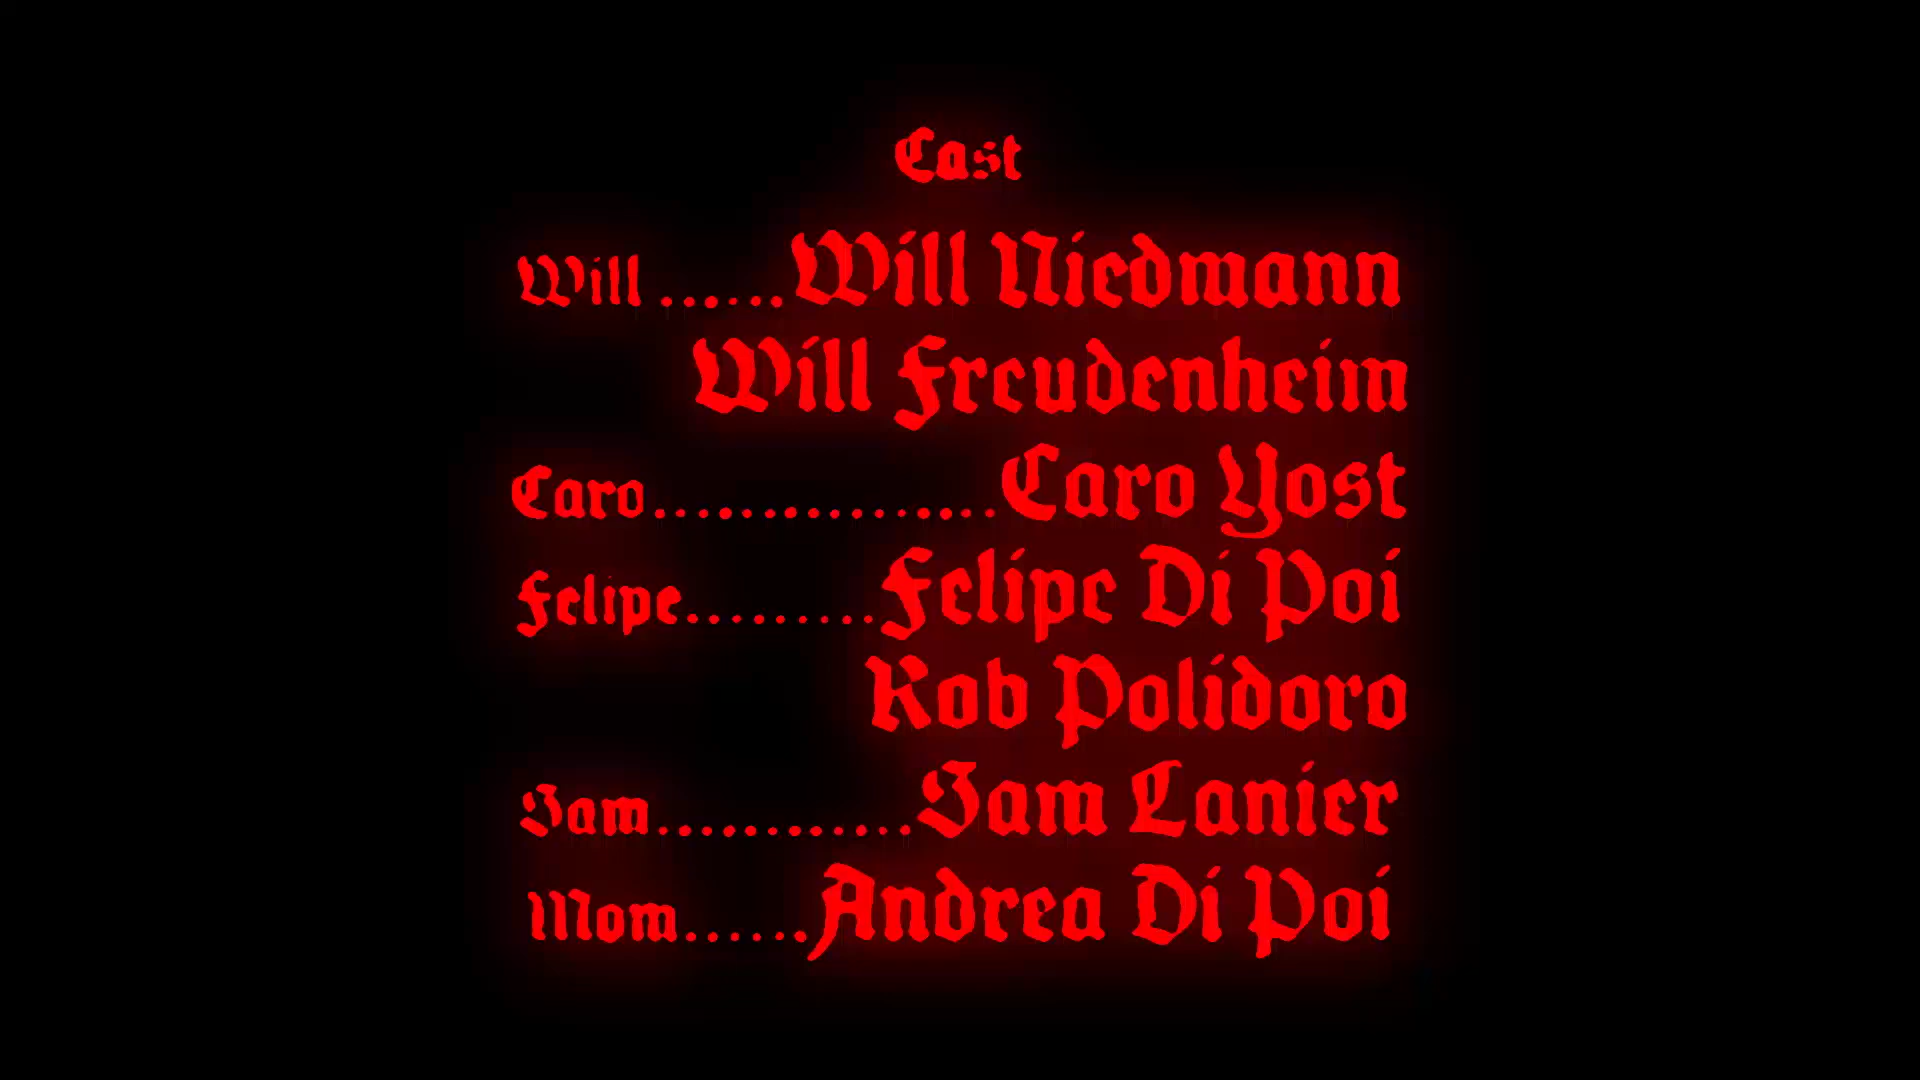 Cast
Will ......Will Niedmann
Will Freudenheim
Caro................Caro Yost
Felipe.........Felipe Di Poi
Rob Polidoro
Sam............Sam Lanier
Mom......Andrea Di Poi